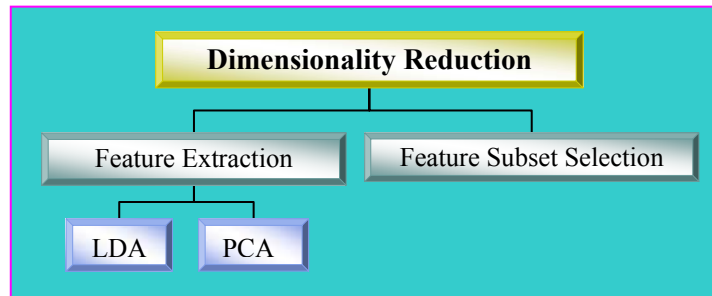 Dimensionality Reduction
Feature Extraction
Feature Subset Selection
LDA
PCA